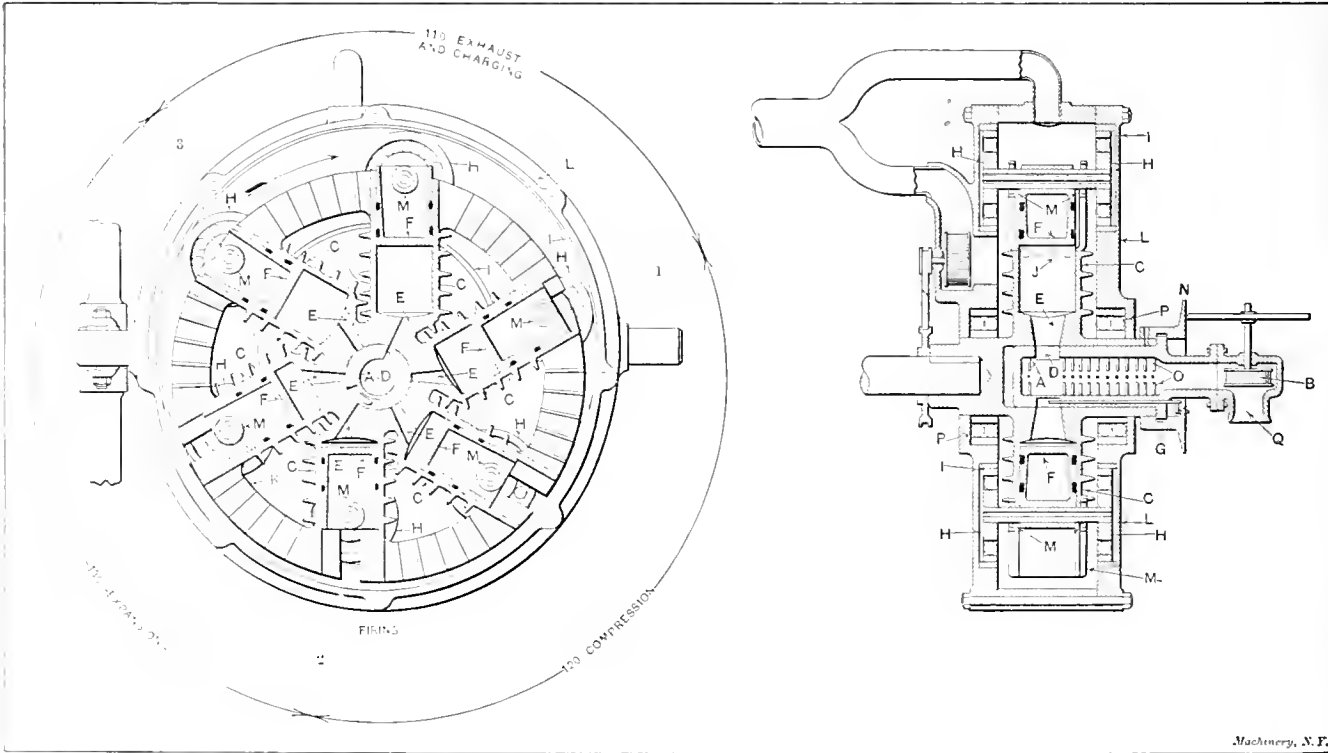 110 EXHAUST
AND CHARGING
3
H
H
L
M
F
C
H
1
M
F
E
C
E
C
M
F
E
A-D
H
C
E
F
M
E
F
M
H
C
E
F
M
C
H
FIRING
2
120 COMPRESSION
H
I
H
E
M
F
L
J
C
E
N
P
D
A
O
B
P
G
Q
I
F
C
L
H
H
M
M
Machinery, N.Y.